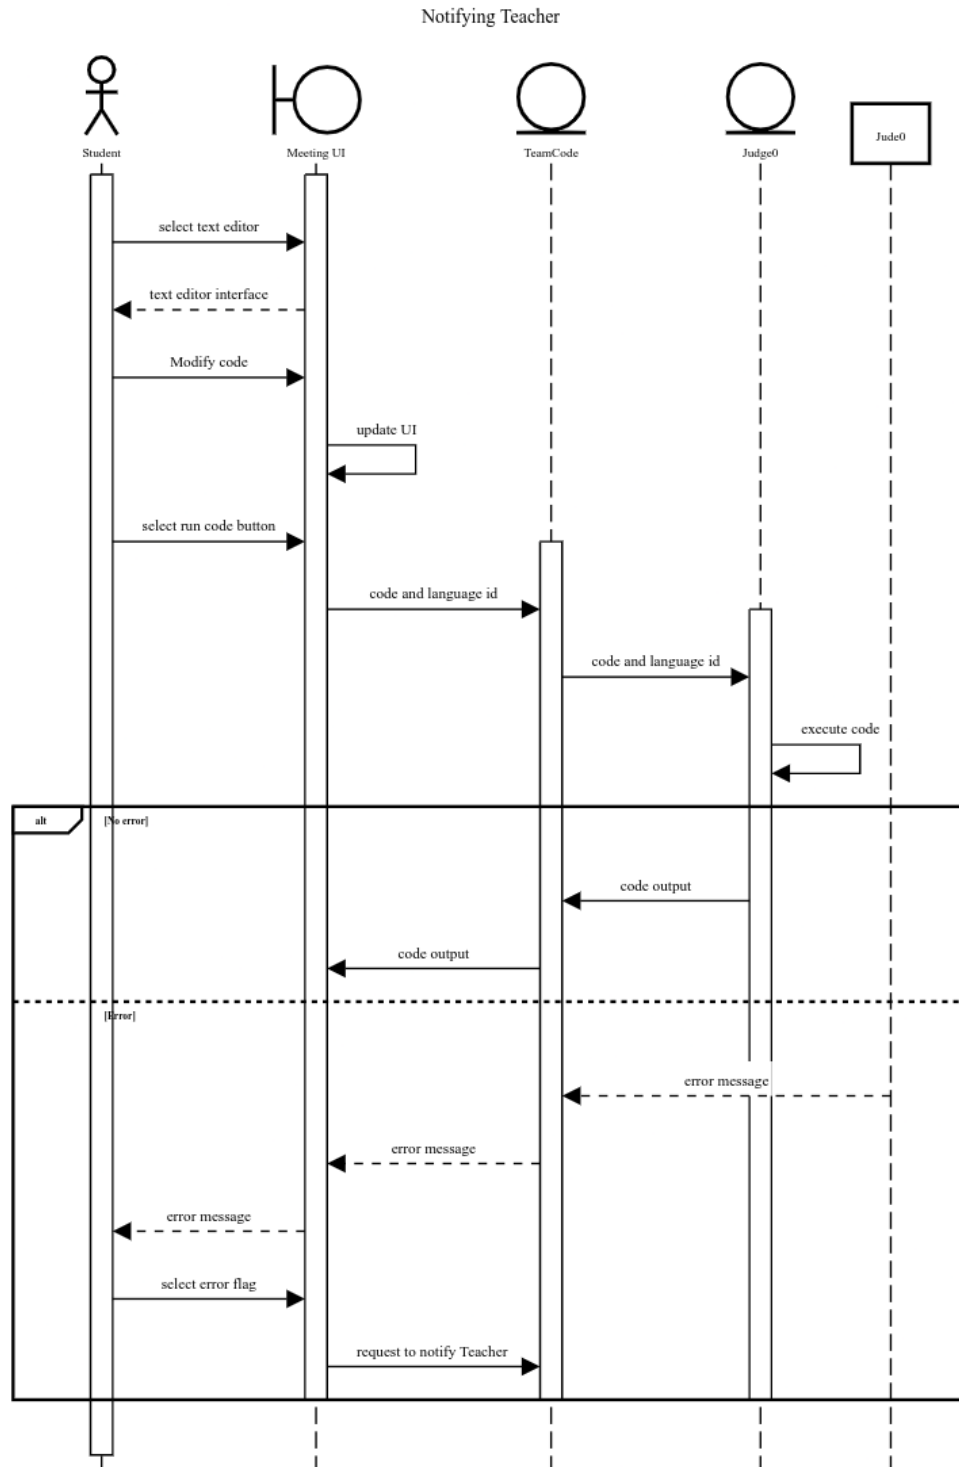 Notifying Teacher
Student
Meeting UI
TeamCode
Judge0
Jude0
select text editor
text editor interface
Modify code
update UI
select run code button
code and language id
code and language id
execute code
alt
[No error]
code output
code output
[Error]
error message
error message
error message
select error flag
request to notify Teacher